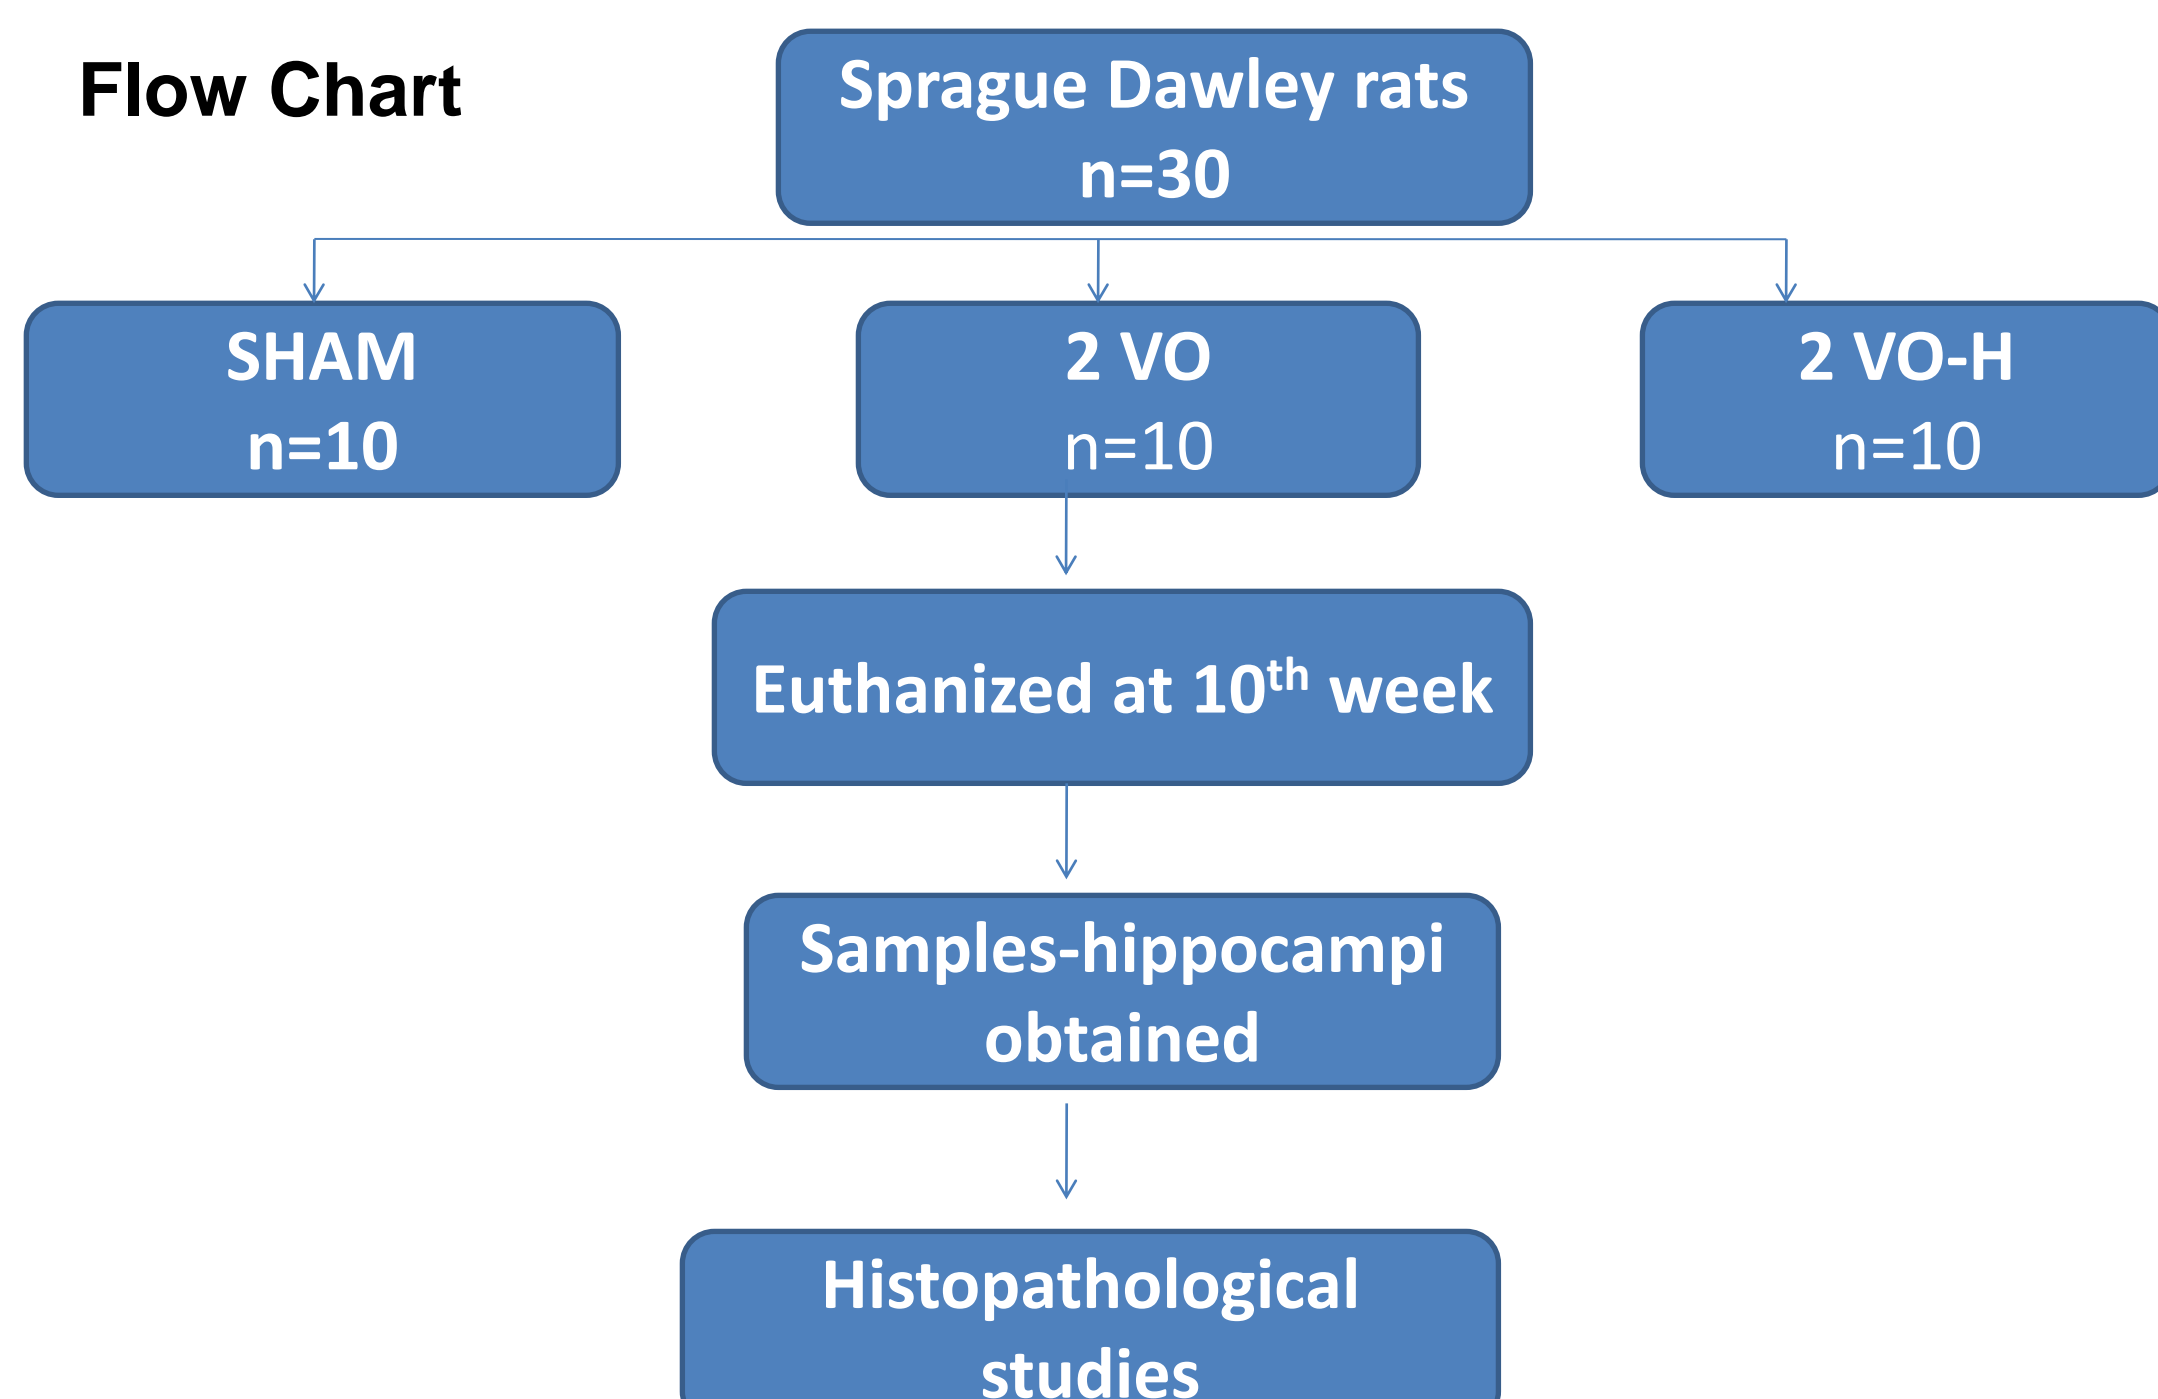 Flow Chart
Sprague Dawley rats
n=30
SHAM
n=10
2 VO
n=10
2 VO-H
n=10
Euthanized at 10th week
Samples-hippocampi
obtained
Histopathological
studies